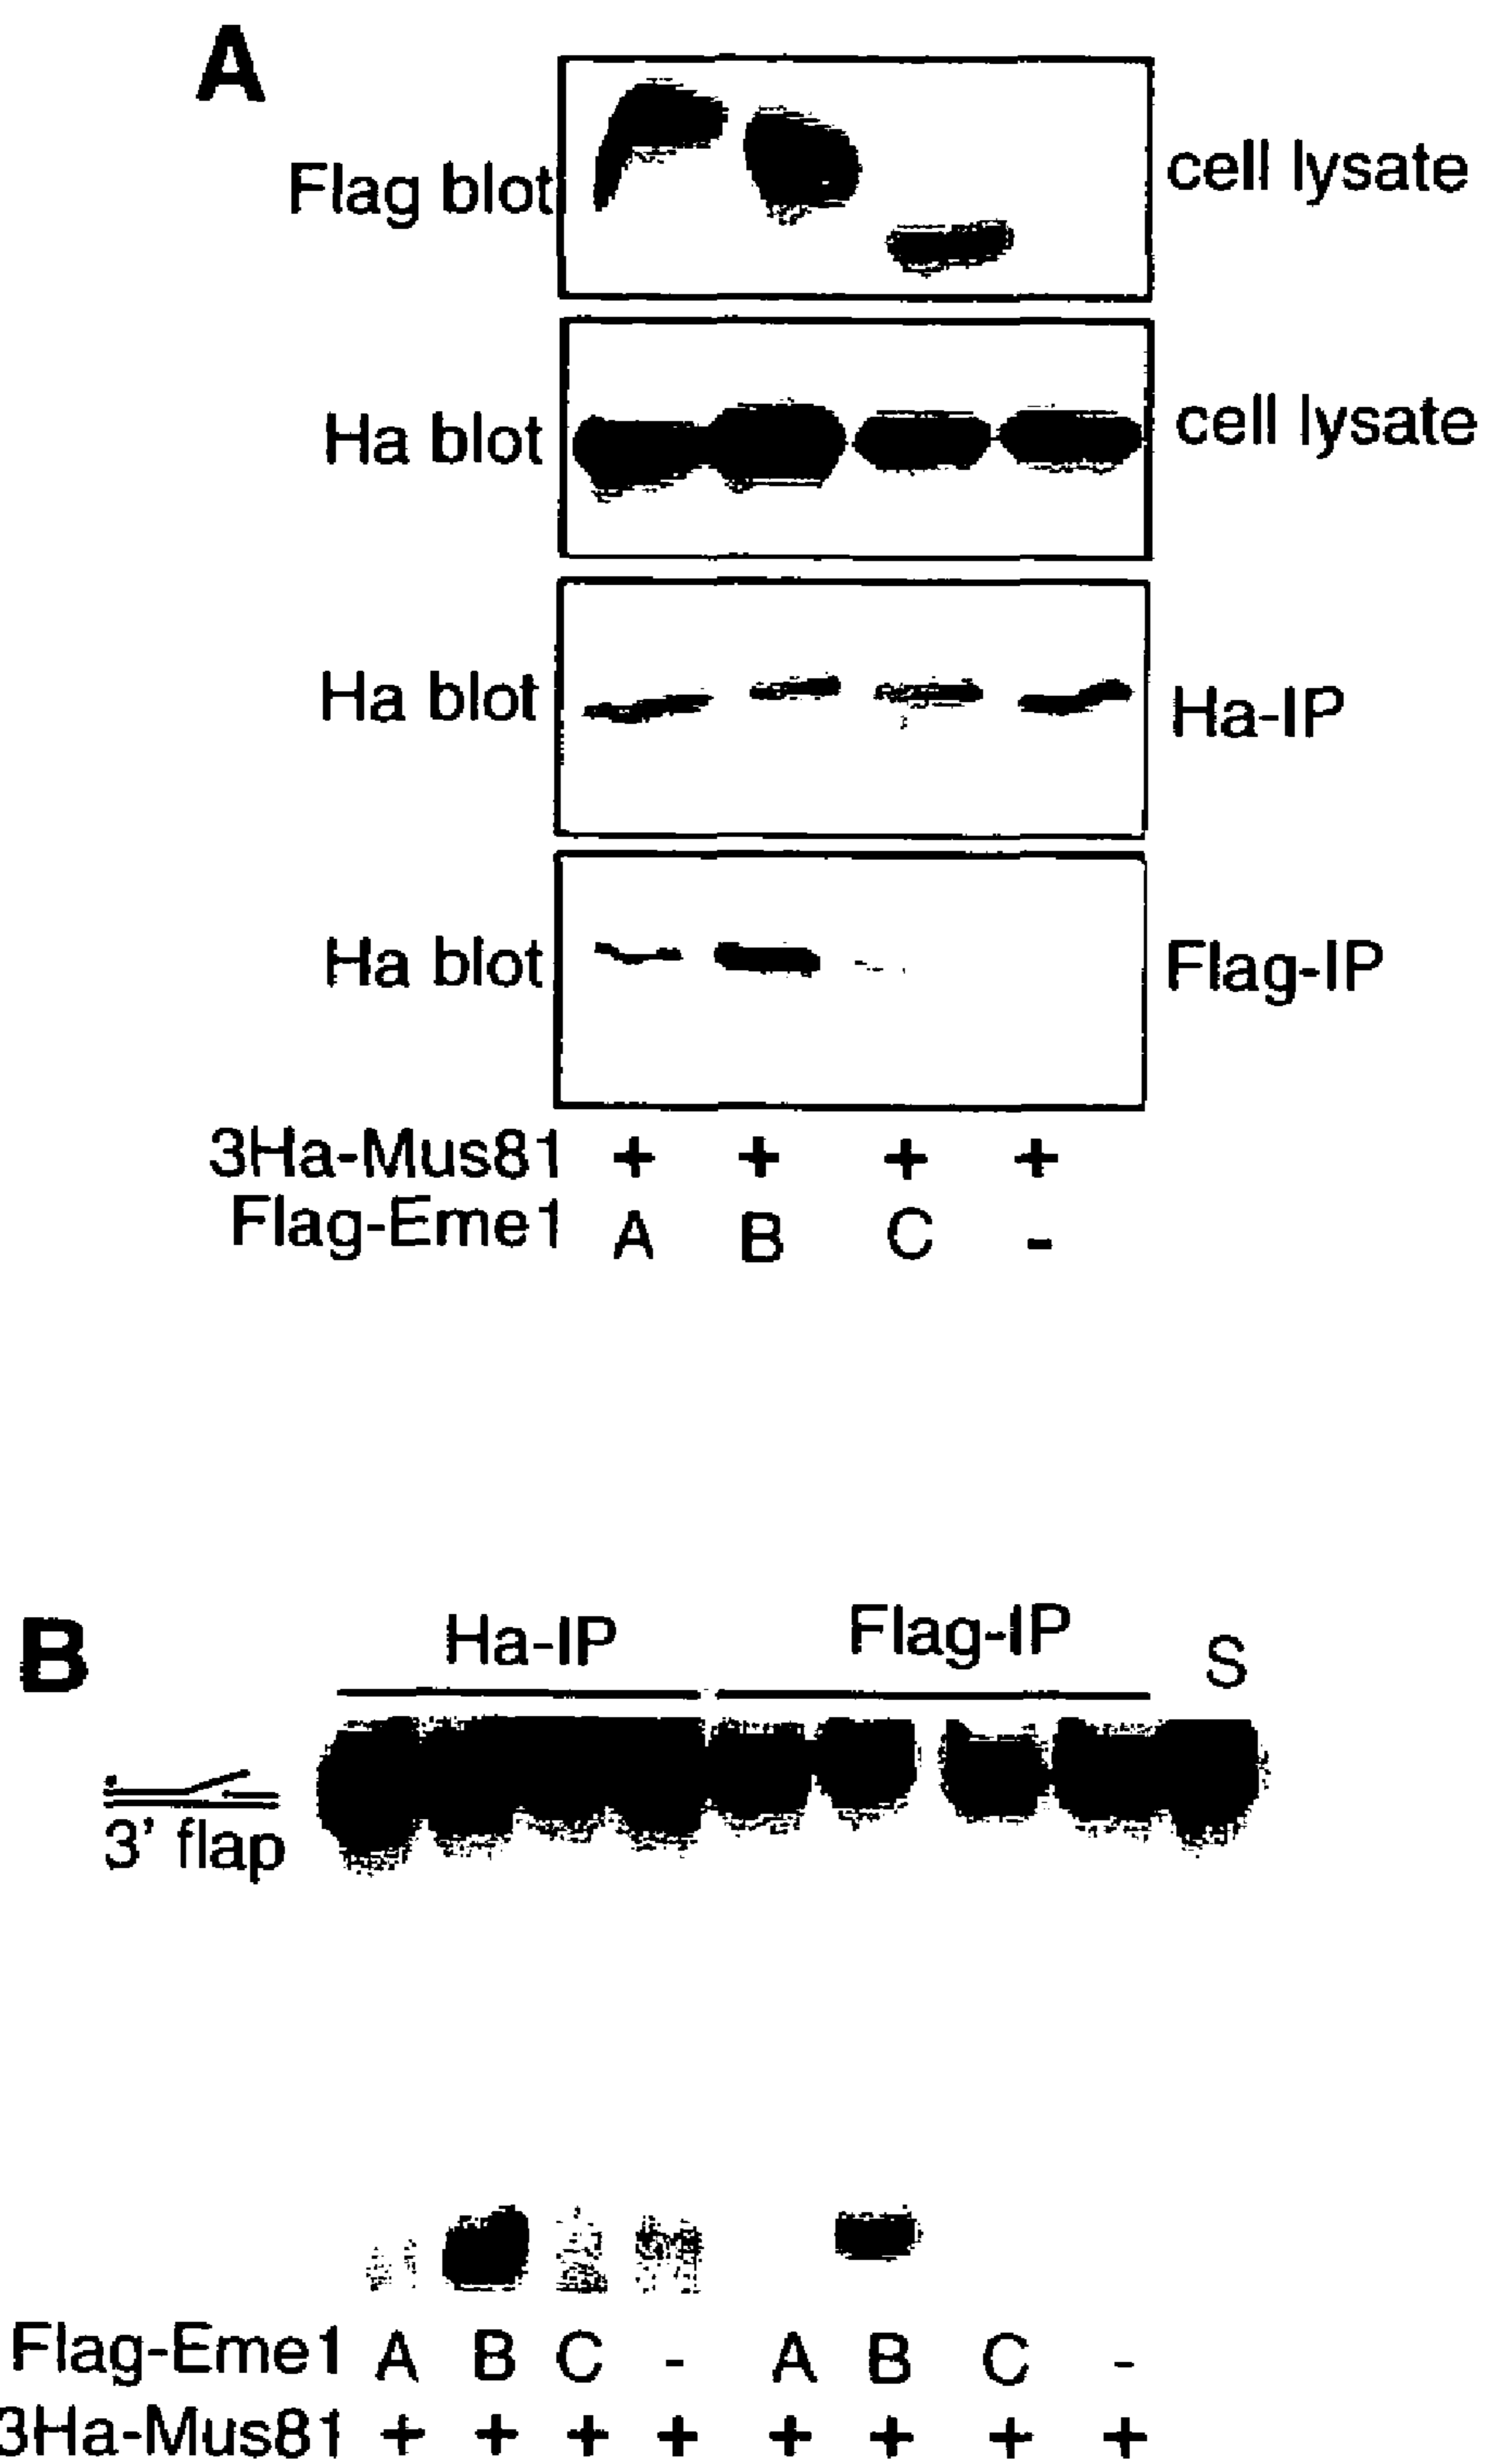 A
Flag blot cell lysate
Ha blot cell lysate
Ha blot Ha-IP
Ha blot Flag-IP
3Ha-Mus81 + + + +
Flag-Eme1 A B C -
B
Ha-IP Flag-IP S
3' flap
Flag-Eme1 A B C - A B C -
3Ha-Mus81 + + + + + + + +